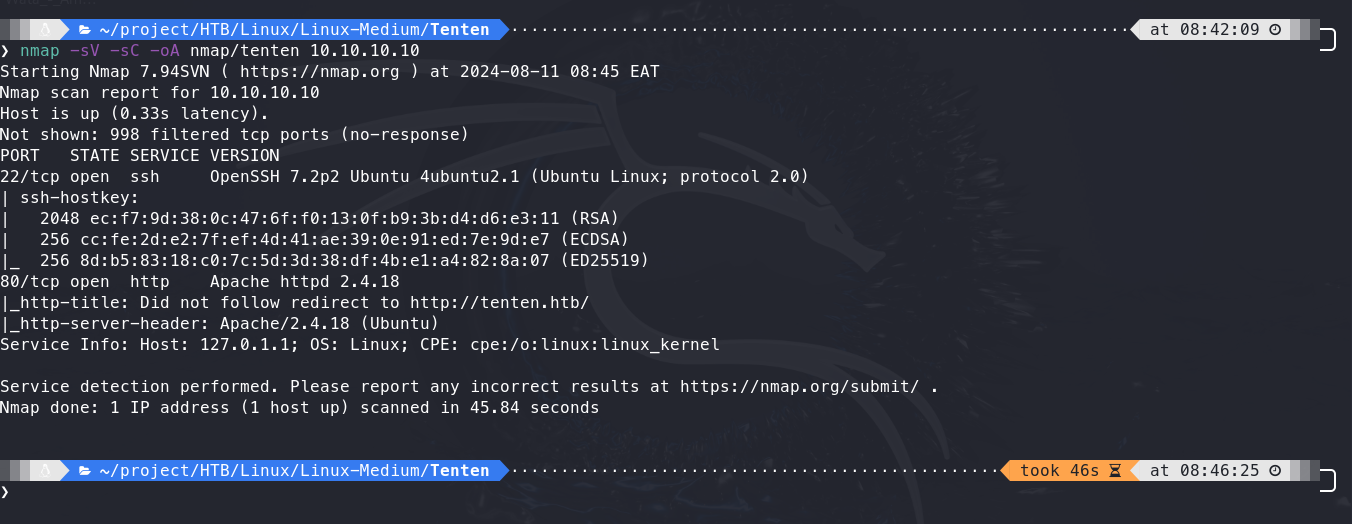 ~/project/HTB/Linux/Linux-Medium/Tenten at 08:42:09
❯ nmap -sV -sC -oA nmap/tenten 10.10.10.10
Starting Nmap 7.94SVN ( https://nmap.org ) at 2024-08-11 08:45 EAT
Nmap scan report for 10.10.10.10
Host is up (0.33s latency).
Not shown: 998 filtered tcp ports (no-response)
PORT   STATE SERVICE VERSION
22/tcp open  ssh     OpenSSH 7.2p2 Ubuntu 4ubuntu2.1 (Ubuntu Linux; protocol 2.0)
| ssh-hostkey:
|   2048 ec:f7:9d:38:0c:47:6f:f0:13:0f:b9:3b:d4:d6:e3:11 (RSA)
|   256 cc:fe:2d:e2:7f:ef:4d:41:ae:39:0e:91:ed:7e:9d:e7 (ECDSA)
|_  256 8d:b5:83:18:c0:7c:5d:3d:38:df:4b:e1:a4:82:8a:07 (ED25519)
80/tcp open  http    Apache httpd 2.4.18
|_http-title: Did not follow redirect to http://tenten.htb/
|_http-server-header: Apache/2.4.18 (Ubuntu)
Service Info: Host: 127.0.1.1; OS: Linux; CPE: cpe:/o:linux:linux_kernel
Service detection performed. Please report any incorrect results at https://nmap.org/submit/ .
Nmap done: 1 IP address (1 host up) scanned in 45.84 seconds
~/project/HTB/Linux/Linux-Medium/Tenten took 46s at 08:46:25
❯